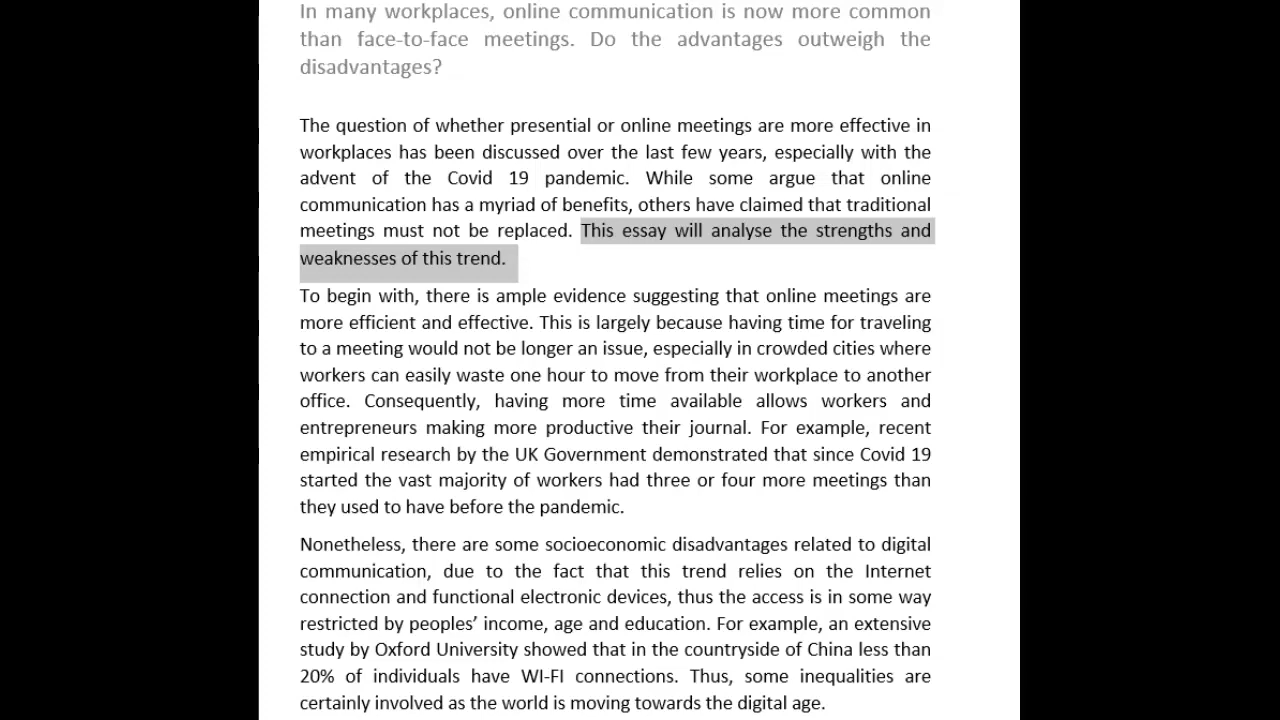 In many workplaces, online communication is now more common
than face-to-face meetings. Do the advantages outweigh the
disadvantages?
The question of whether presential or online meetings are more effective in
workplaces has been discussed over the last few years, especially with the
advent of the Covid 19 pandemic. While some argue that online
communication has a myriad of benefits, others have claimed that traditional
meetings must not be replaced. This essay will analyse the strengths and
weaknesses of this trend.
To begin with, there is ample evidence suggesting that online meetings are
more efficient and effective. This is largely because having time for traveling
to a meeting would not be longer an issue, especially in crowded cities where
workers can easily waste one hour to move from their workplace to another
office. Consequently, having more time available allows workers and
entrepreneurs making more productive their journal. For example, recent
empirical research by the UK Government demonstrated that since Covid 19
started the vast majority of workers had three or four more meetings than
they used to have before the pandemic.
Nonetheless, there are some socioeconomic disadvantages related to digital
communication, due to the fact that this trend relies on the Internet
connection and functional electronic devices, thus the access is in some way
restricted by peoples’ income, age and education. For example, an extensive
study by Oxford University showed that in the countryside of China less than
20% of individuals have WI-FI connections. Thus, some inequalities are
certainly involved as the world is moving towards the digital age.